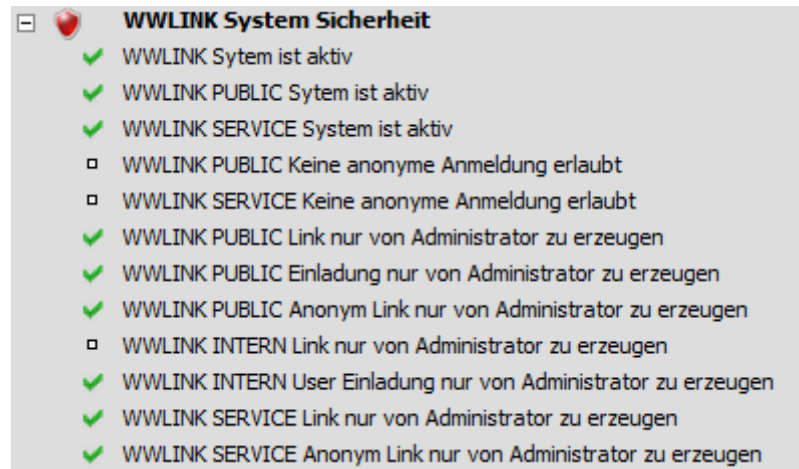 WWLINK System Sicherheit
WWLINK Sytem ist aktiv
WWLINK PUBLIC Sytem ist aktiv
WWLINK SERVICE System ist aktiv
WWLINK PUBLIC Keine anonyme Anmeldung erlaubt
WWLINK SERVICE Keine anonyme Anmeldung erlaubt
WWLINK PUBLIC Link nur von Administrator zu erzeugen
WWLINK PUBLIC Einladung nur von Administrator zu erzeugen
WWLINK PUBLIC Anonym Link nur von Administrator zu erzeugen
WWLINK INTERN Link nur von Administrator zu erzeugen
WWLINK INTERN User Einladung nur von Administrator zu erzeugen
WWLINK SERVICE Link nur von Administrator zu erzeugen
WWLINK SERVICE Anonym Link nur von Administrator zu erzeugen